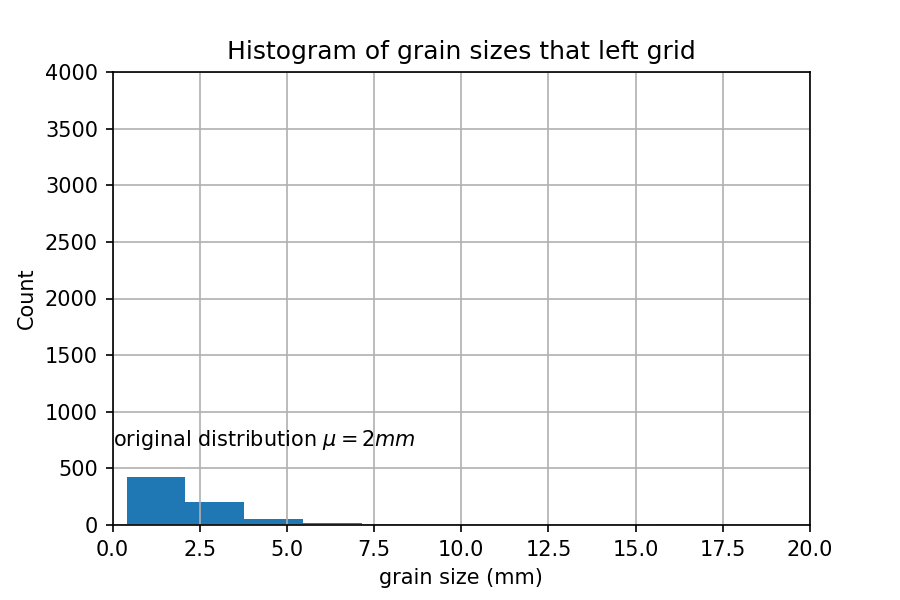 Histogram of grain sizes that left grid
4000
3500
3000
2500
2000
1500
1000
500
0
Count
original distribution μ = 2mm
0.0 2.5 5.0 7.5 10.0 12.5 15.0 17.5 20.0
grain size (mm)